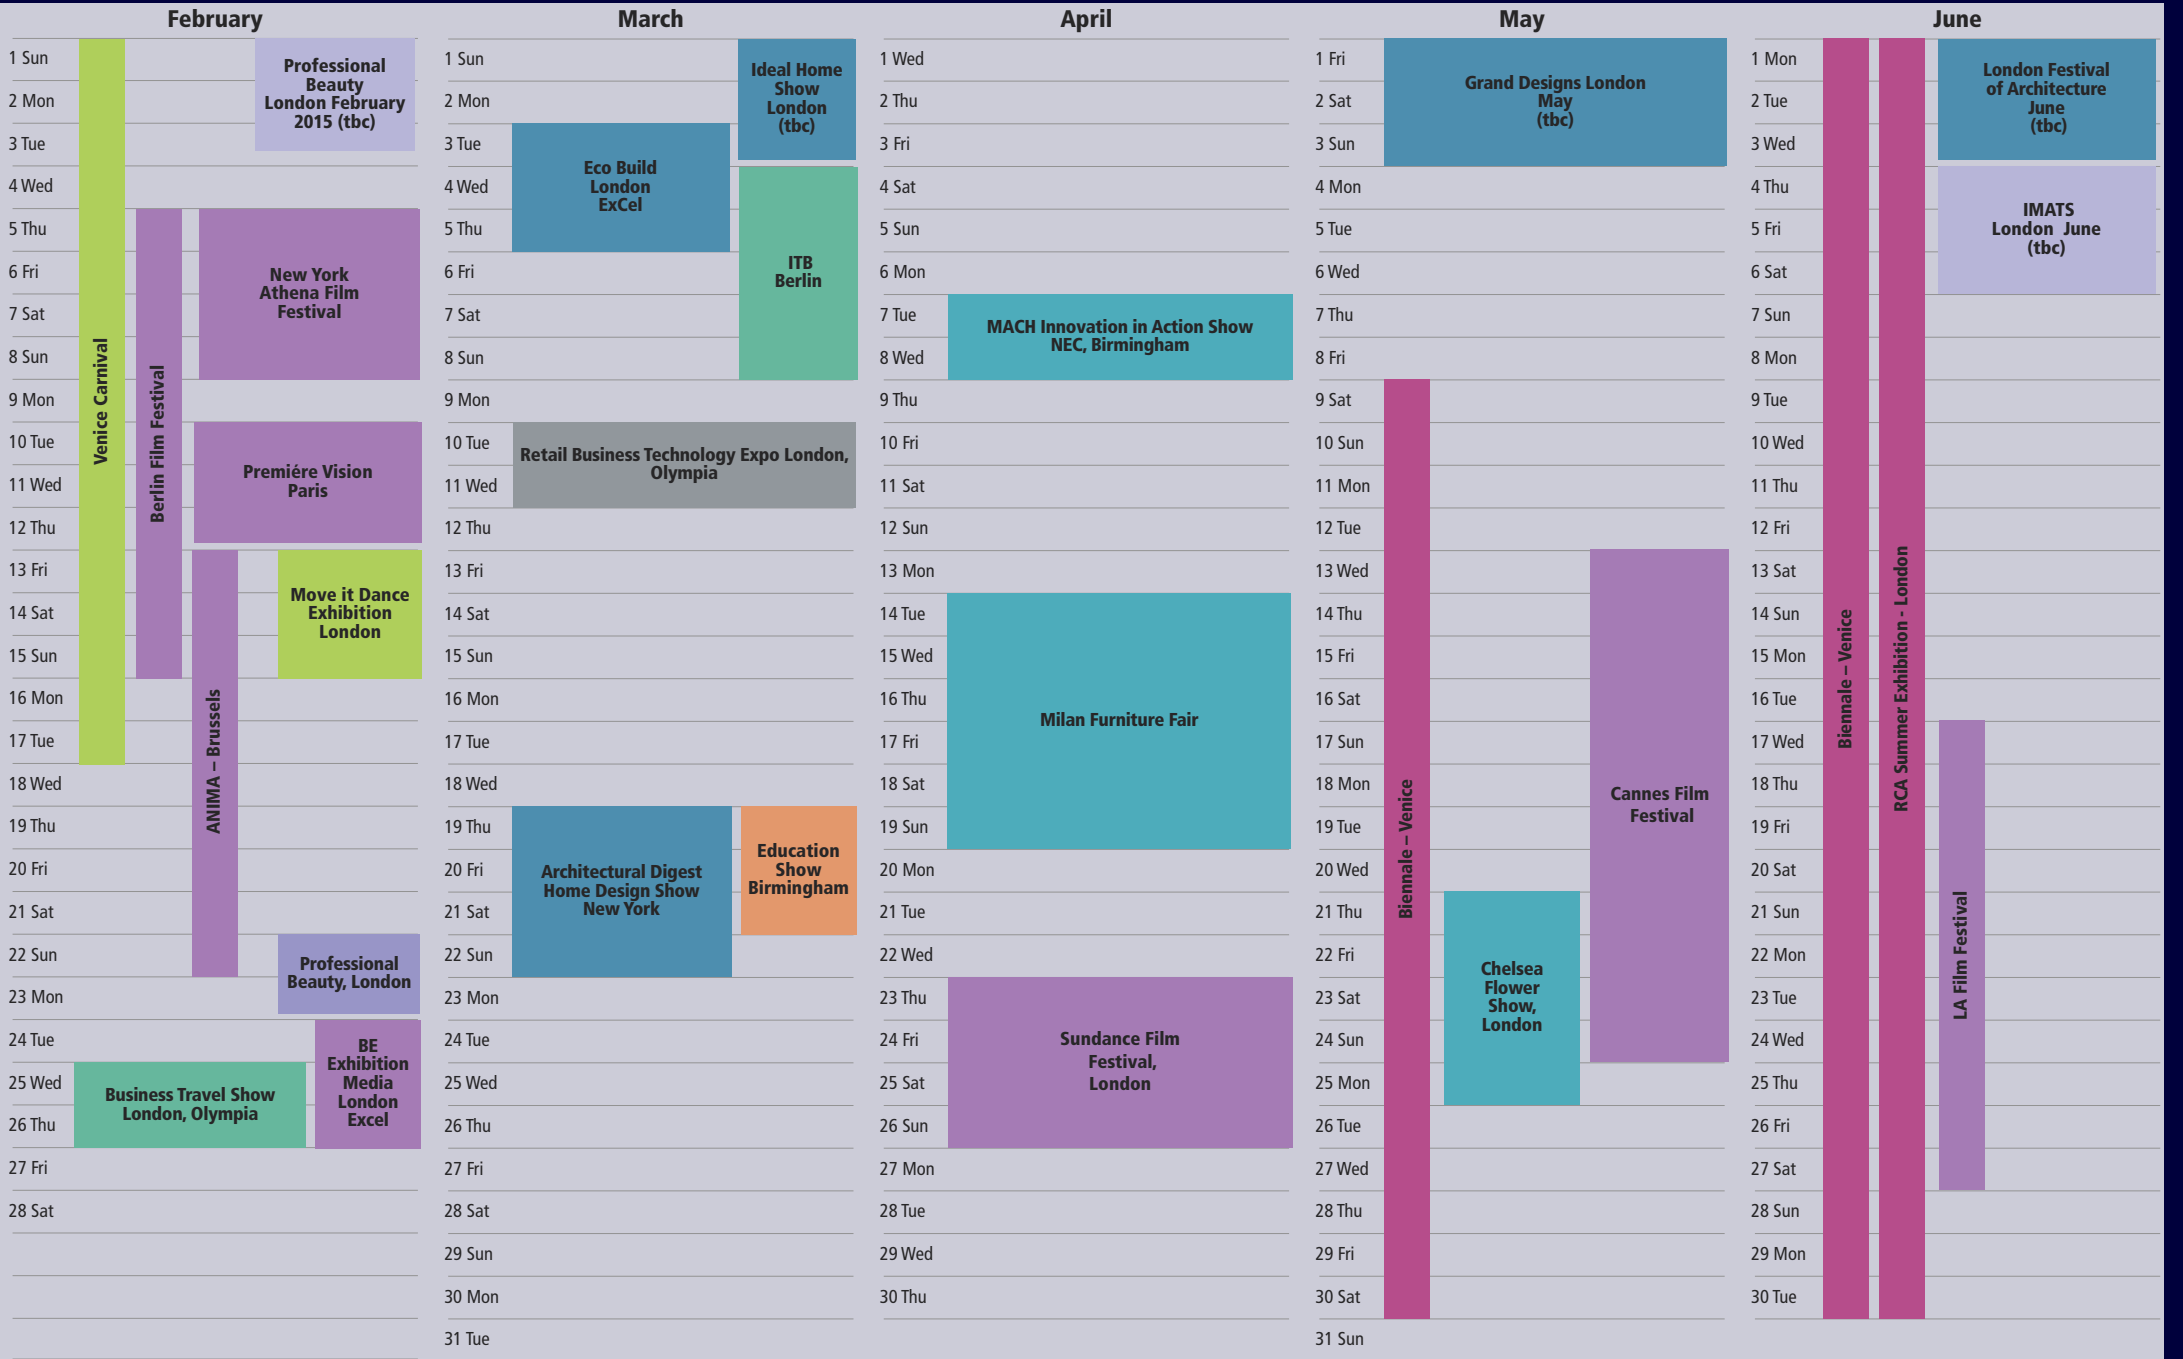 February
1 Sun
2 Mon
3 Tue
4 Wed
5 Thu
6 Fri
7 Sat
8 Sun
9 Mon
10 Tue
11 Wed
12 Thu
13 Fri
14 Sat
15 Sun
16 Mon
17 Tue
18 Wed
19 Thu
20 Fri
21 Sat
22 Sun
23 Mon
24 Tue
25 Wed
26 Thu
27 Fri
28 Sat
Venice Carnival
Berlin Film Festival
ANIMA – Brussels
Professional
Beauty
London February
2015 (tbc)
New York
Athena Film
Festival
Premiére Vision
Paris
Move it Dance
Exhibition
London
Professional
Beauty, London
BE
Exhibition
Media
London
Excel
Business Travel Show
London, Olympia
March
1 Sun
2 Mon
3 Tue
4 Wed
5 Thu
6 Fri
7 Sat
8 Sun
9 Mon
10 Tue
11 Wed
12 Thu
13 Fri
14 Sat
15 Sun
16 Mon
17 Tue
18 Wed
19 Thu
20 Fri
21 Sat
22 Sun
23 Mon
24 Tue
25 Wed
26 Thu
27 Fri
28 Sat
29 Sun
30 Mon
31 Tue
Ideal Home
Show
London
(tbc)
Eco Build
London
ExCel
ITB
Berlin
Retail Business Technology Expo London,
Olympia
Architectural Digest
Home Design Show
New York
Education
Show
Birmingham
April
1 Wed
2 Thu
3 Fri
4 Sat
5 Sun
6 Mon
7 Tue
8 Wed
9 Thu
10 Fri
11 Sat
12 Sun
13 Mon
14 Tue
15 Wed
16 Thu
17 Fri
18 Sat
19 Sun
20 Mon
21 Tue
22 Wed
23 Thu
24 Fri
25 Sat
26 Sun
27 Mon
28 Tue
29 Wed
30 Thu
MACH Innovation in Action Show
NEC, Birmingham
Milan Furniture Fair
Sundance Film
Festival,
London
May
1 Fri
2 Sat
3 Sun
4 Mon
5 Tue
6 Wed
7 Thu
8 Fri
9 Sat
10 Sun
11 Mon
12 Tue
13 Wed
14 Thu
15 Fri
16 Sat
17 Sun
18 Mon
19 Tue
20 Wed
21 Thu
22 Fri
23 Sat
24 Sun
25 Mon
26 Tue
27 Wed
28 Thu
29 Fri
30 Sat
31 Sun
Grand Designs London
May
(tbc)
Biennale – Venice
Chelsea
Flower
Show,
London
Cannes Film
Festival
June
1 Mon
2 Tue
3 Wed
4 Thu
5 Fri
6 Sat
7 Sun
8 Mon
9 Tue
10 Wed
11 Thu
12 Fri
13 Sat
14 Sun
15 Mon
16 Tue
17 Wed
18 Thu
19 Fri
20 Sat
21 Sun
22 Mon
23 Tue
24 Wed
25 Thu
26 Fri
27 Sat
28 Sun
29 Mon
30 Tue
Biennale – Venice
RCA Summer Exhibition - London
London Festival
of Architecture
June
(tbc)
IMATS
London June
(tbc)
LA Film Festival